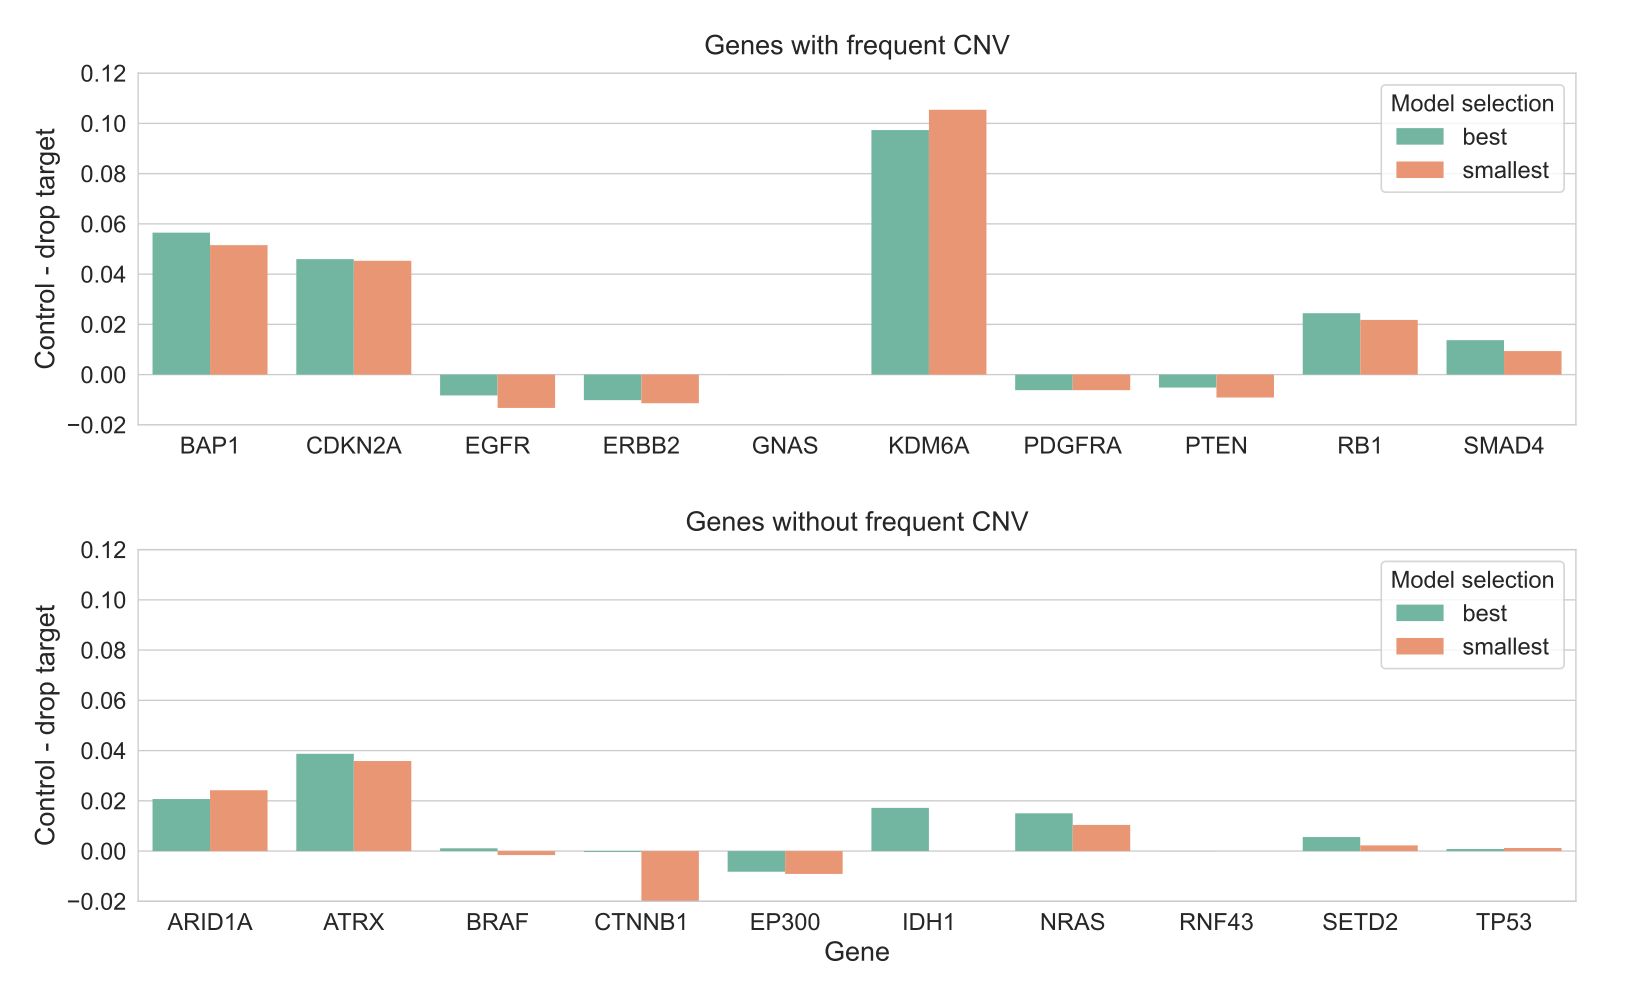 Genes with frequent CNV
Control - drop target
0.12
0.10
0.08
0.06
0.04
0.02
0.00
−0.02
Model selection
best
smallest
BAP1 CDKN2A EGFR ERBB2 GNAS KDM6A PDGFRA PTEN RB1 SMAD4
Genes without frequent CNV
Control - drop target
0.12
0.10
0.08
0.06
0.04
0.02
0.00
−0.02
Model selection
best
smallest
ARID1A ATRX BRAF CTNNB1 EP300 IDH1 NRAS RNF43 SETD2 TP53
Gene